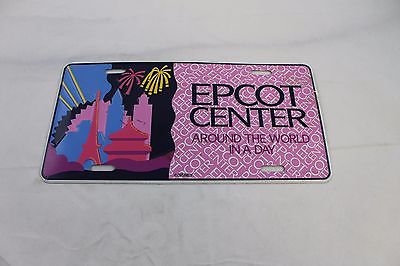 EPCOT
CENTER
AROUND THE WORLD
IN A DAY